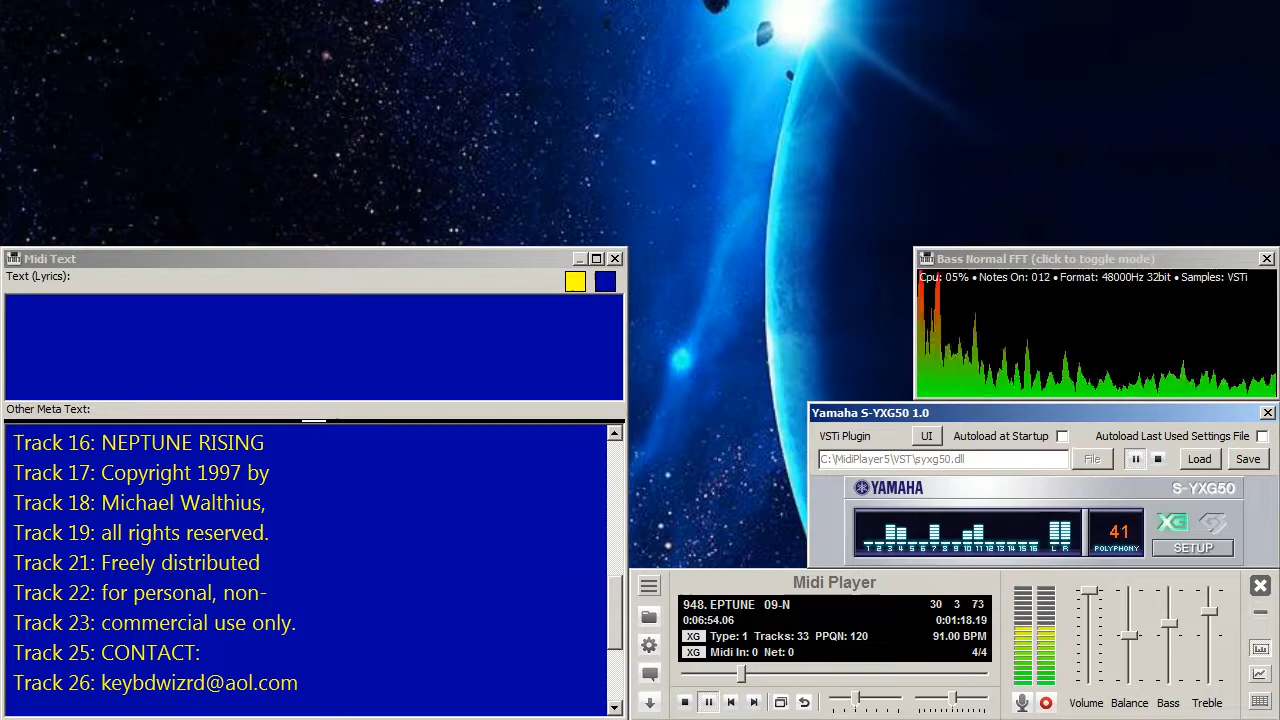 Midi Text
Text (Lyrics):
Other Meta Text:
Track 16: NEPTUNE RISING
Track 17: Copyright 1997 by
Track 18: Michael Walthius,
Track 19: all rights reserved.
Track 21: Freely distributed
Track 22: for personal, non-
Track 23: commercial use only.
Track 25: CONTACT:
Track 26: keybdwizrd@aol.com
Bass Normal FFT (click to toggle mode)
Cpu: 05% • Notes On: 012 • Format: 48000Hz 32bit • Samples: VSTi
Yamaha S-YXG50 1.0
VSTi Plugin UI Autoload at Startup Autoload Last Used Settings File
C:\MidiPlayer5\VST\syxg50.dll File Load Save
YAMAHA S-YXG50
1 2 3 4 5 6 7 8 9 10 11 12 13 14 15 16 L R
41
POLYPHONY
XG
SETUP
Midi Player
948. EPTUNE 09-N 30 3 73
0:06:54.06 0:01:18.19
XG Type: 1 Tracks: 33 PPQN: 120 91.00 BPM
XG Midi In: 0 Net: 0 4/4
Volume Balance Bass Treble